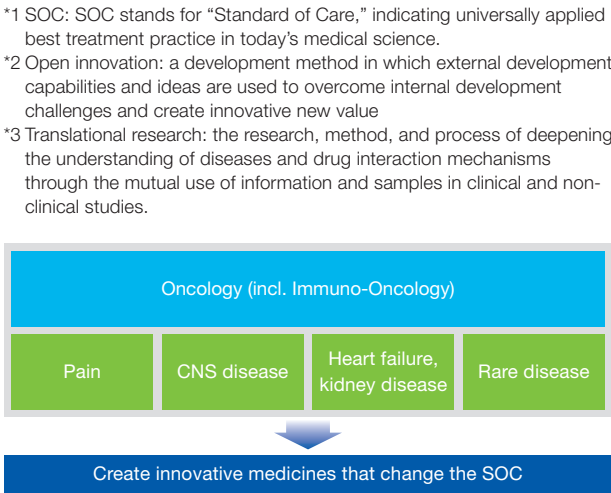 *1 SOC: SOC stands for “Standard of Care,” indicating universally applied
best treatment practice in today’s medical science.
*2 Open innovation: a development method in which external development
capabilities and ideas are used to overcome internal development
challenges and create innovative new value
*3 Translational research: the research, method, and process of deepening
the understanding of diseases and drug interaction mechanisms
through the mutual use of information and samples in clinical and non-
clinical studies.
Oncology (incl. Immuno-Oncology)
Pain
CNS disease
Heart failure,
kidney disease
Rare disease
Create innovative medicines that change the SOC